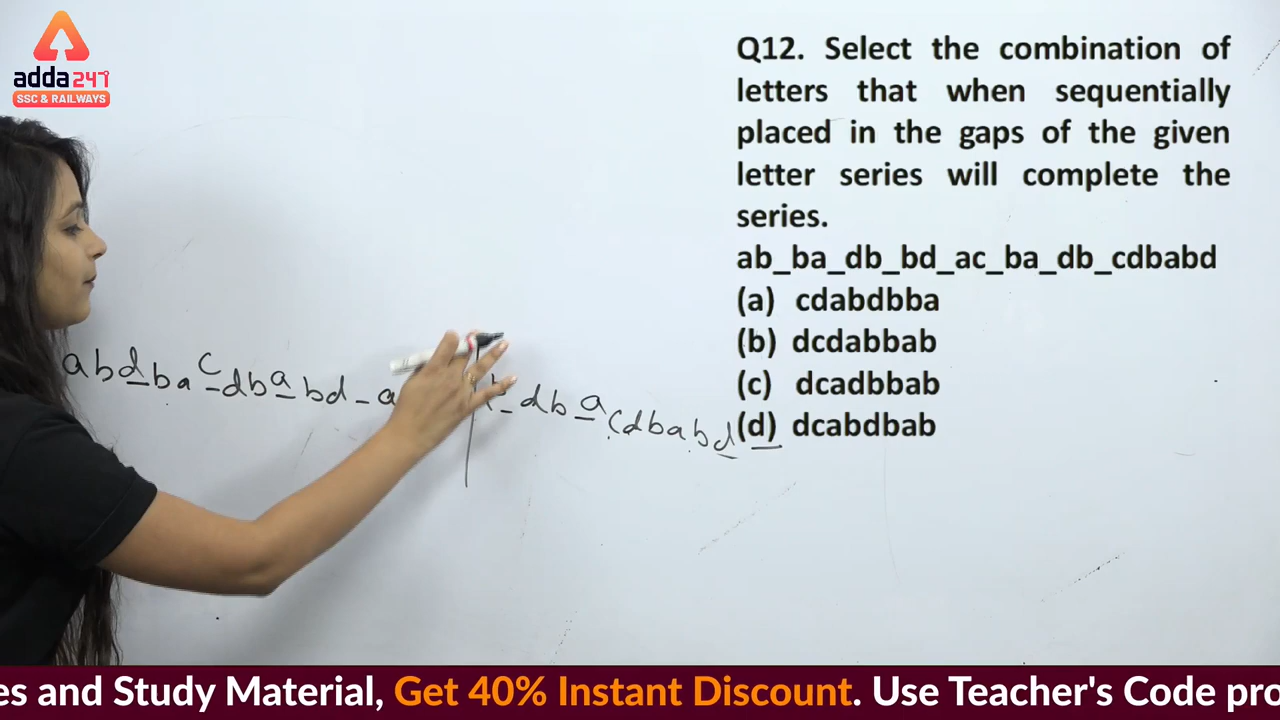 adda247
SSC & RAILWAYS
Q12. Select the combination of
letters that when sequentially
placed in the gaps of the given
letter series will complete the
series.
ab_ba_db_bd_ac_ba_db_cdbabd
(a) cdabdbba
(b) dcdabbab
(c) dcadbbab
(d) dcabdbab
abdbacdbabd_a
_dbacdbabd
es and Study Material, Get 40% Instant Discount. Use Teacher's Code pro